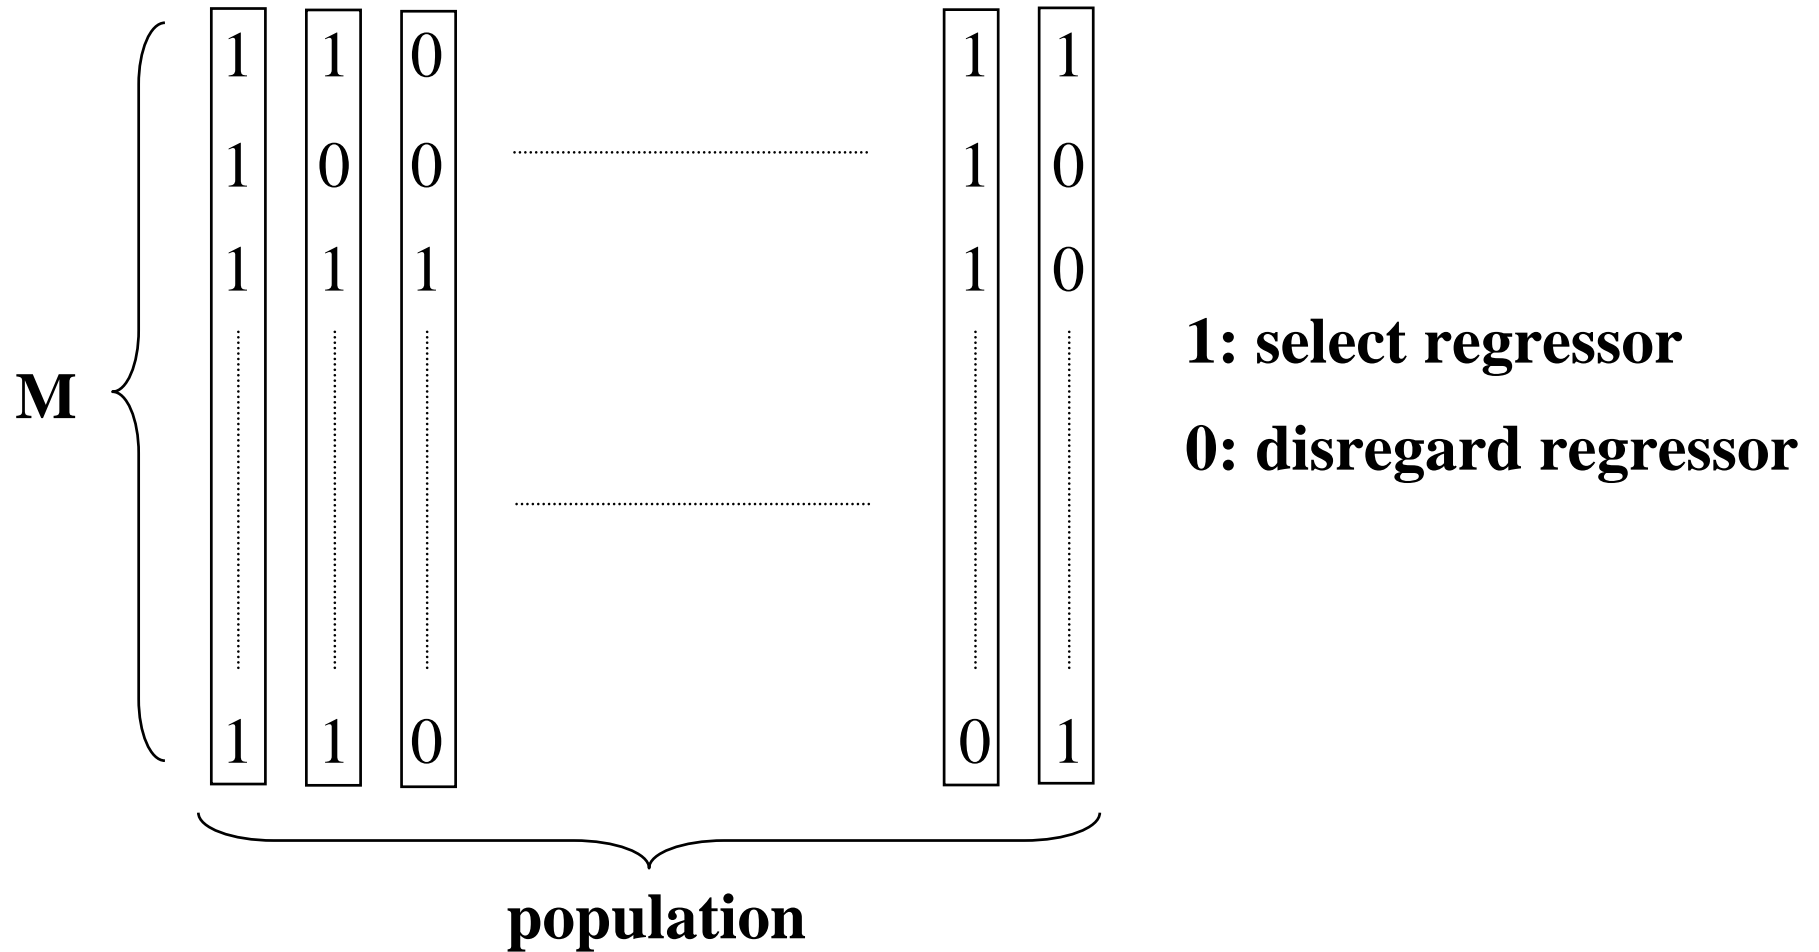 1 1 0 1 1
1 0 0 1 0
1 1 1 1 0
1: select regressor
M
0: disregard regressor
1 1 0 0 1
population